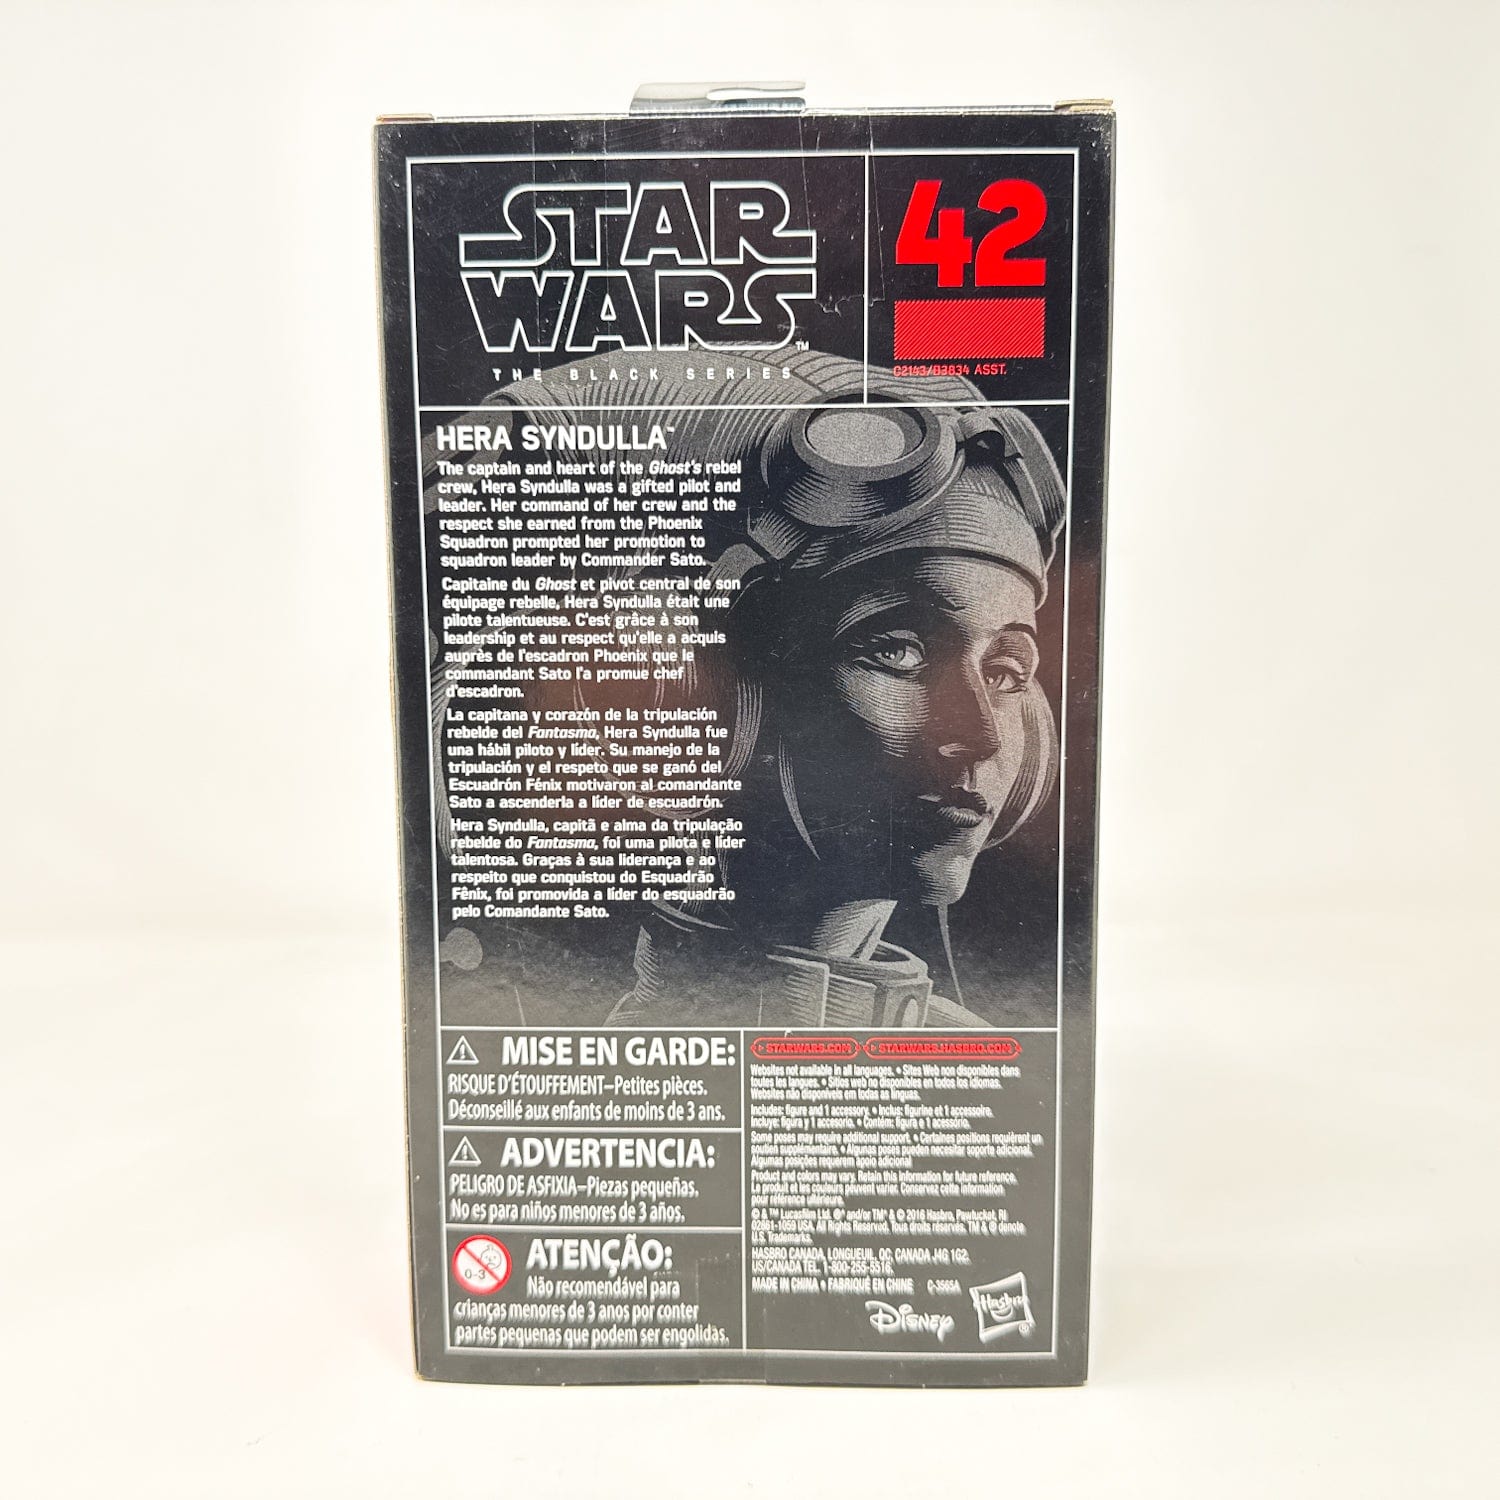 STAR
WARS™
THE BLACK SERIES
42
C2143/B3834 ASST.
HERA SYNDULLA™
The captain and heart of the Ghost's rebel
crew, Hera Syndulla was a gifted pilot and
leader. Her command of her crew and the
respect she earned from the Phoenix
Squadron prompted her promotion to
squadron leader by Commander Sato.
Capitaine du Ghost et pivot central de son
équipage rebelle, Hera Syndulla était une
pilote talentueuse. C'est grâce à son
leadership et au respect qu'elle a acquis
auprès de l'escadron Phoenix que le
commandant Sato l'a promue chef
d'escadron.
La capitana y corazón de la tripulación
rebelde del Fantasma, Hera Syndulla fue
una hábil piloto y líder. Su manejo de la
tripulación y el respeto que se ganó del
Escuadrón Fénix motivaron al comandante
Sato a ascenderla a líder de escuadrón.
Hera Syndulla, capitã e alma da tripulação
rebelde do Fantasma, foi uma pilota e líder
talentosa. Graças à sua liderança e ao
respeito que conquistou do Esquadrão
Fênix, foi promovida a líder do esquadrão
pelo Comandante Sato.
MISE EN GARDE:
RISQUE D'ÉTOUFFEMENT–Petites pièces.
Déconseillé aux enfants de moins de 3 ans.
ADVERTENCIA:
PELIGRO DE ASFIXIA–Piezas pequeñas.
No es para niños menores de 3 años.
0-3
ATENÇÃO:
Não recomendável para
crianças menores de 3 anos por conter
partes pequenas que podem ser engolidas.
STARWARS.COM STARWARS.HASBRO.COM
Websites not available in all languages. • Sites Web non disponibles dans
toutes les langues. • Sitios web no disponibles en todos los idiomas.
Websites não disponíveis em todas as línguas.
Includes: figure and 1 accessory. • Inclus: figurine et 1 accessoire.
Incluye: figura y 1 accesorio. • Contém: figura e 1 acessório.
Some poses may require additional support. • Certaines positions requièrent un
soutien supplémentaire. • Algunas poses pueden necesitar soporte adicional.
Algumas posições requerem apoio adicional
Product and colors may vary. Retain this information for future reference.
Le produit et les couleurs peuvent varier. Conservez cette information
pour référence ultérieure.
© & ™ Lucasfilm Ltd. ®* and/or TM* & © 2016 Hasbro, Pawtucket, RI
02861-1059 USA. All Rights Reserved. Tous droits réservés. TM & ® denote
U.S. Trademarks.
HASBRO CANADA, LONGUEUIL, QC, CANADA J4G 1G2.
US/CANADA TEL. 1-800-255-5516.
MADE IN CHINA • FABRIQUÉ EN CHINE C-3565A
Disney
Hasbro®